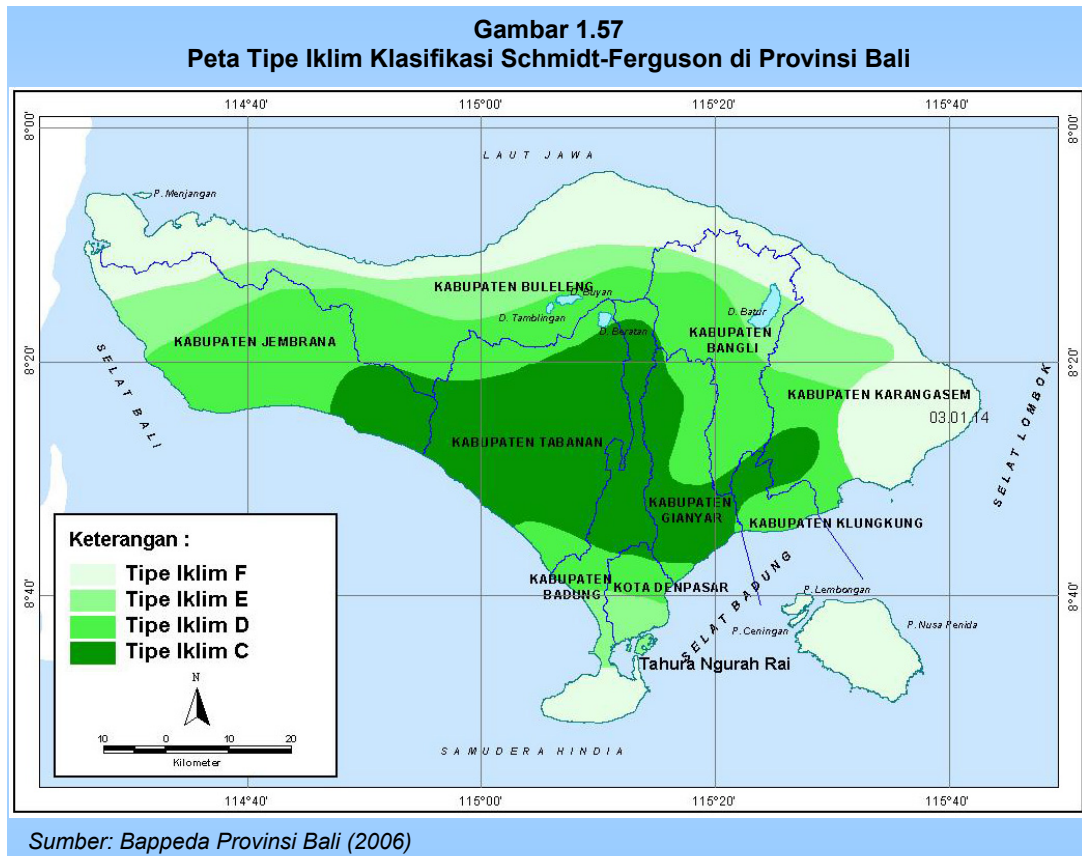 Gambar 1.57
Peta Tipe Iklim Klasifikasi Schmidt-Ferguson di Provinsi Bali
114°40' 115°00' 115°20' 115°40'
8°00' 8°00'
LAUT JAWA
P. Menjangan
KABUPATEN BULELENG
D. Buyan
D. Tamblingan
D. Beratan
D. Batur
KABUPATEN BANGLI
KABUPATEN JEMBRANA
8°20' 8°20'
SELAT BALI
KABUPATEN KARANGASEM
03.01.14
SELAT LOMBOK
KABUPATEN TABANAN
KABUPATEN GIANYAR
KABUPATEN KLUNGKUNG
KABUPATEN BADUNG
KOTA DENPASAR
SELAT BADUNG
8°40' 8°40'
P. Lembongan
P. Ceningan
P. Nusa Penida
Tahura Ngurah Rai
SAMUDERA HINDIA
Keterangan :
Tipe Iklim F
Tipe Iklim E
Tipe Iklim D
Tipe Iklim C
N
10 0 10 20
Kilometer
114°40' 115°00' 115°20' 115°40'
Sumber: Bappeda Provinsi Bali (2006)